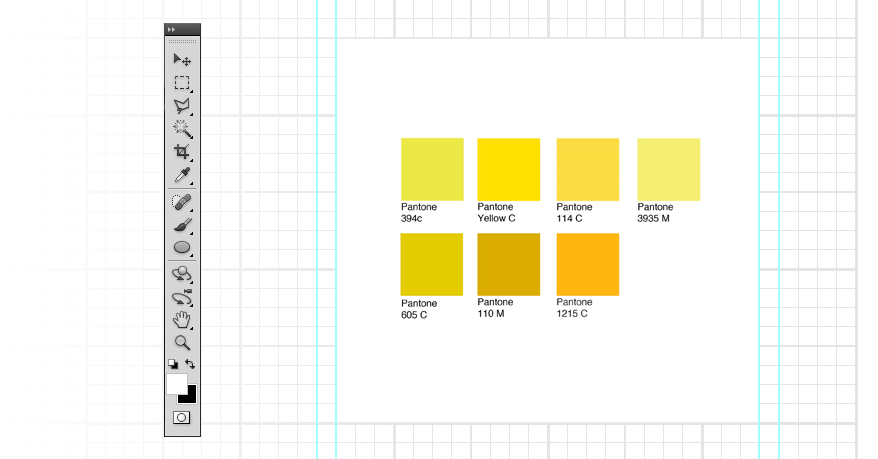 Pantone
394c
Pantone
Yellow C
Pantone
114 C
Pantone
3935 M
Pantone
605 C
Pantone
110 M
Pantone
1215 C